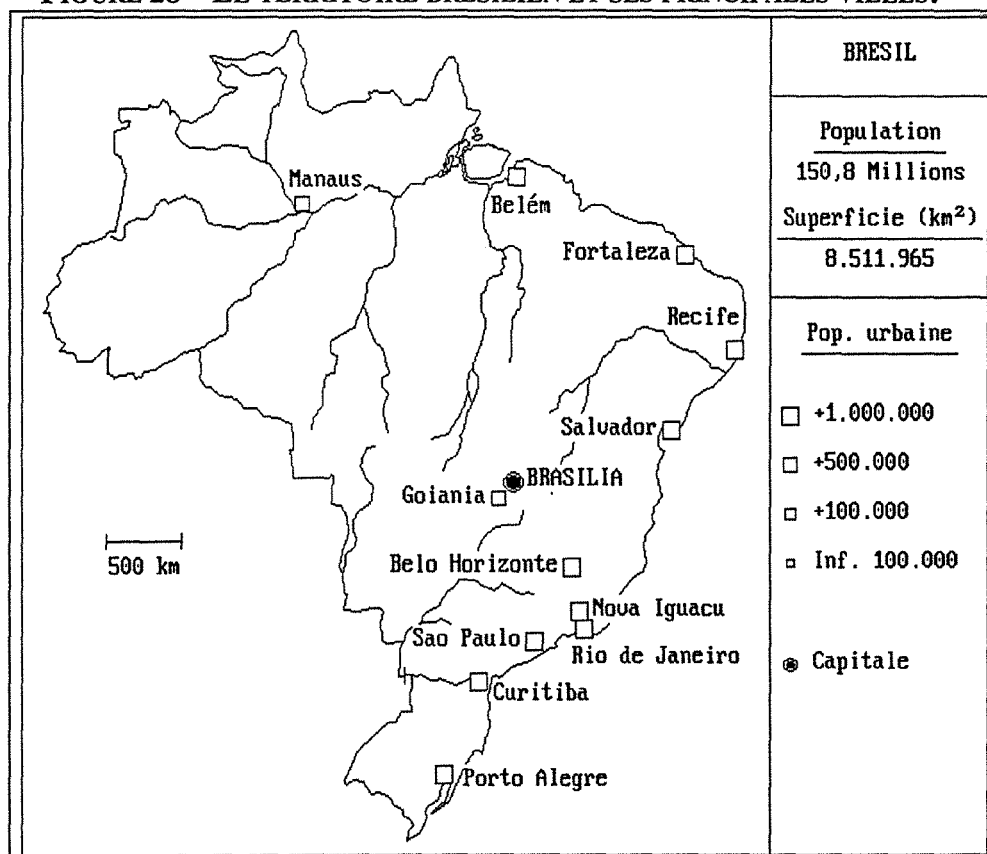 BRESIL
Population
150,8 Millions
Superficie (km²)
8.511.965
Pop. urbaine
+1.000.000
+500.000
+100.000
Inf. 100.000
Capitale
Manaus
Belém
Fortaleza
Recife
Salvador
BRASILIA
Goiania
500 km
Belo Horizonte
Nova Iguacu
Sao Paulo
Rio de Janeiro
Curitiba
Porto Alegre